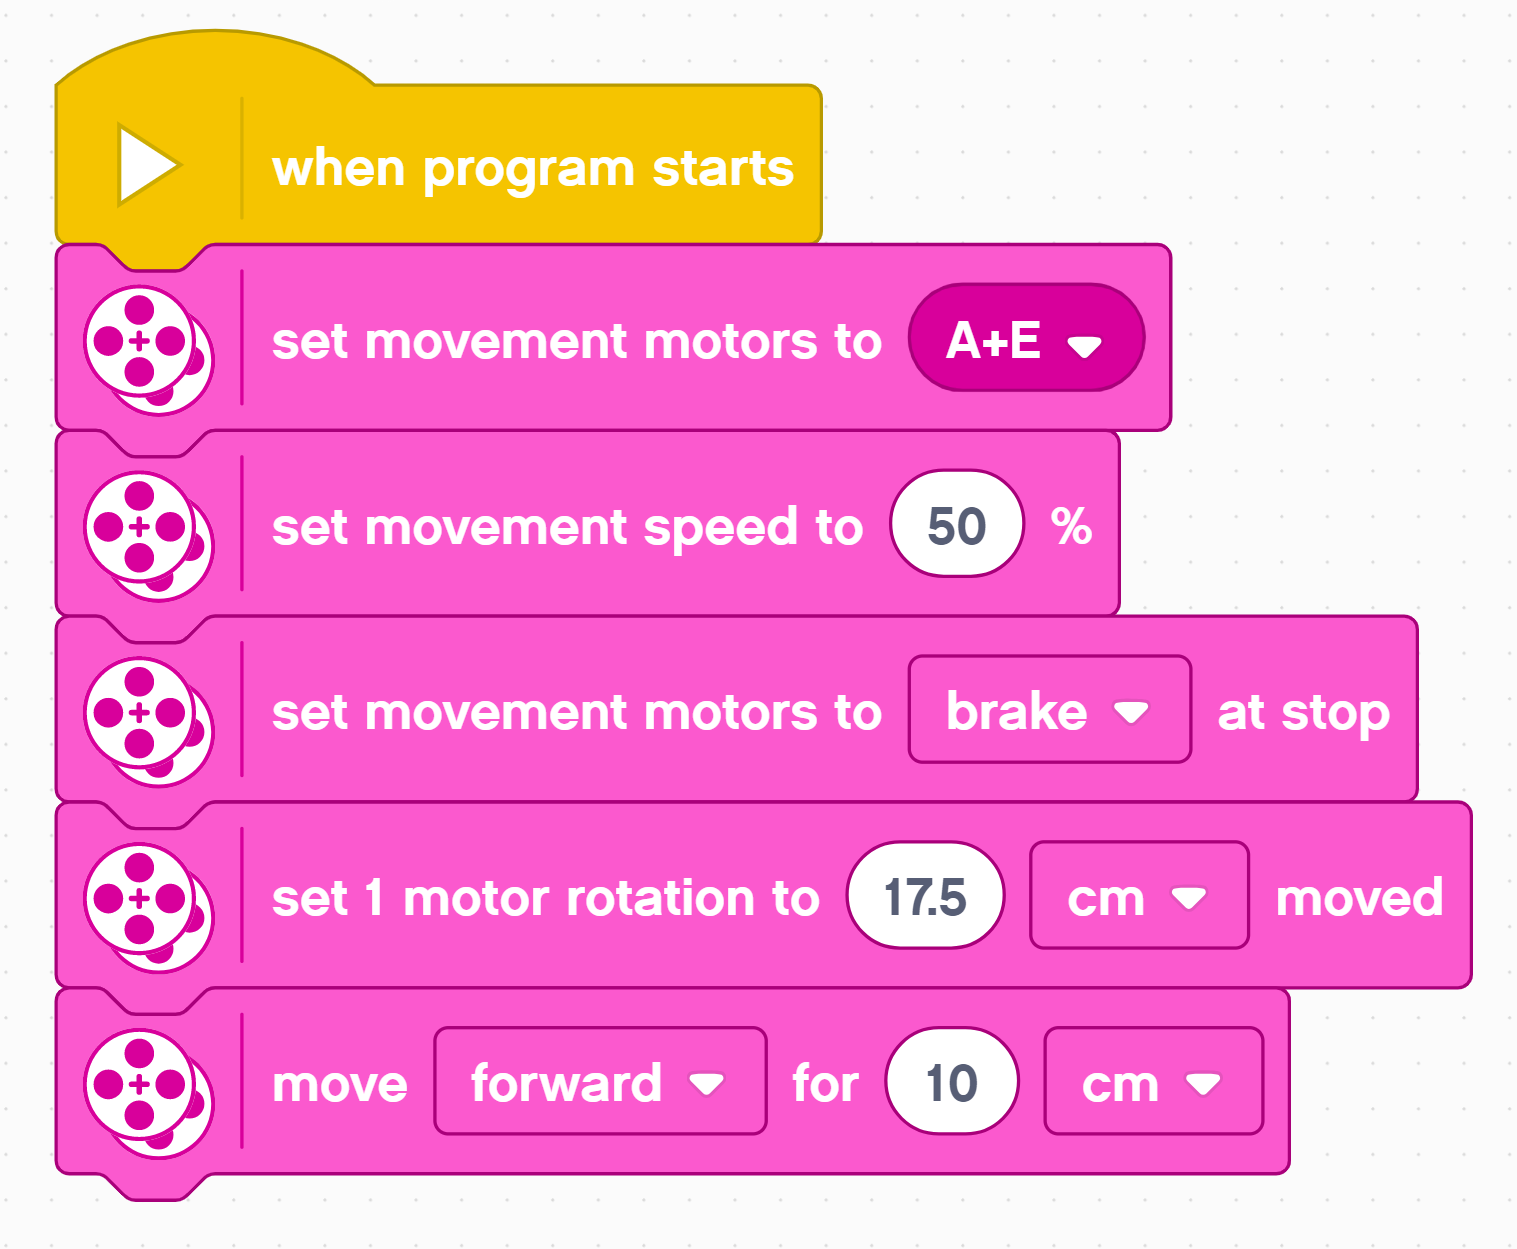 when program starts
set movement motors to A+E
set movement speed to 50 %
set movement motors to brake at stop
set 1 motor rotation to 17.5 cm moved
move forward for 10 cm